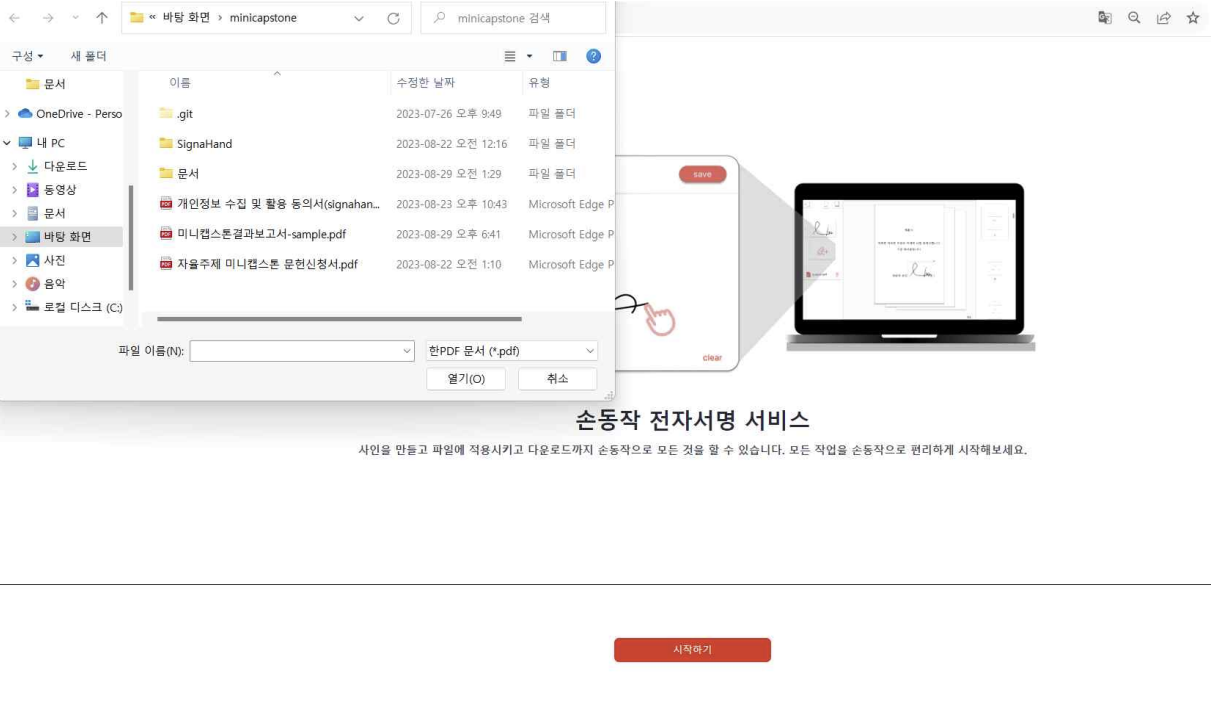 « 바탕 화면 › minicapstone
minicapstone 검색
구성
새 폴더
문서
OneDrive - Perso
내 PC
다운로드
동영상
문서
바탕 화면
사진
음악
로컬 디스크 (C:)
이름 수정한 날짜 유형
.git 2023-07-26 오후 9:49 파일 폴더
SignaHand 2023-08-22 오전 12:16 파일 폴더
문서 2023-08-29 오전 1:29 파일 폴더
개인정보 수집 및 활용 동의서(signahan... 2023-08-23 오후 10:43 Microsoft Edge P
미니캡스톤결과보고서-sample.pdf 2023-08-29 오후 6:41 Microsoft Edge P
자율주제 미니캡스톤 문헌신청서.pdf 2023-08-22 오전 1:10 Microsoft Edge P
파일 이름(N):
한PDF 문서 (*.pdf)
열기(O) 취소
save
clear
손동작 전자서명 서비스
사인을 만들고 파일에 적용시키고 다운로드까지 손동작으로 모든 것을 할 수 있습니다. 모든 작업을 손동작으로 편리하게 시작해보세요.
시작하기